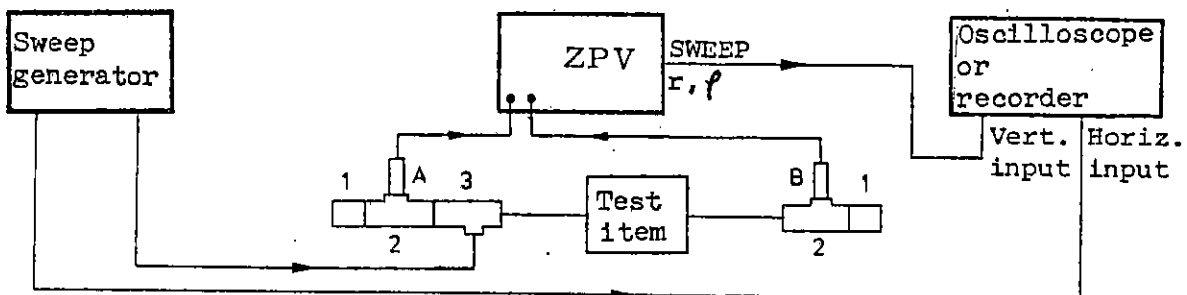 Sweep
generator
ZPV
SWEEP
r, φ
Oscilloscope
or
recorder
Vert.
input
Horiz.
input
A
B
1
3
2
Test
item
1
2